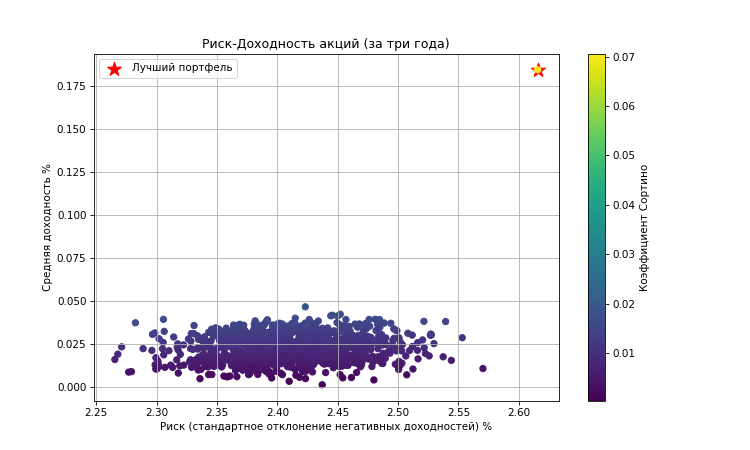 Риск-Доходность акций (за три года)
Лучший портфель
Средняя доходность %
0.175
0.150
0.125
0.100
0.075
0.050
0.025
0.000
2.25 2.30 2.35 2.40 2.45 2.50 2.55 2.60
Риск (стандартное отклонение негативных доходностей) %
0.07
0.06
0.05
0.04
0.03
0.02
0.01
Коэффициент Сортино